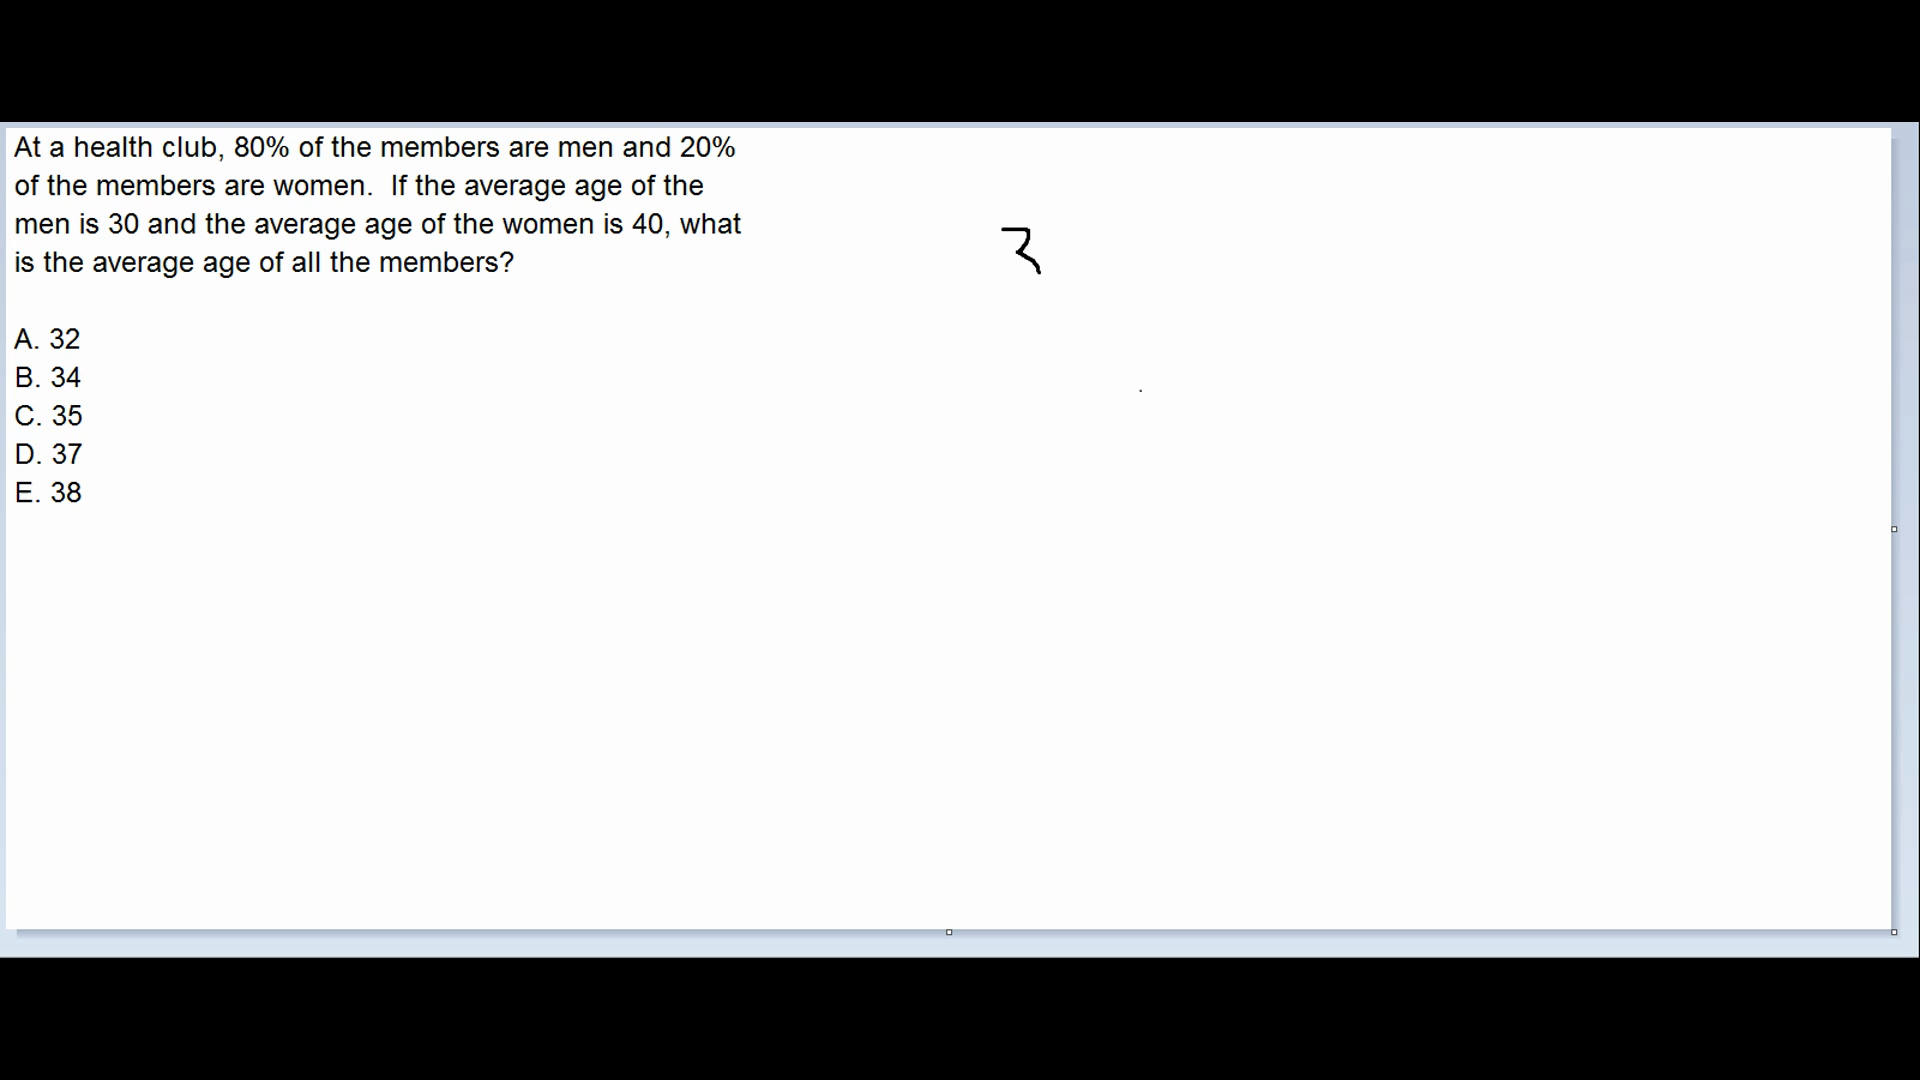 At a health club, 80% of the members are men and 20%
of the members are women. If the average age of the
men is 30 and the average age of the women is 40, what
is the average age of all the members?
A. 32
B. 34
C. 35
D. 37
E. 38